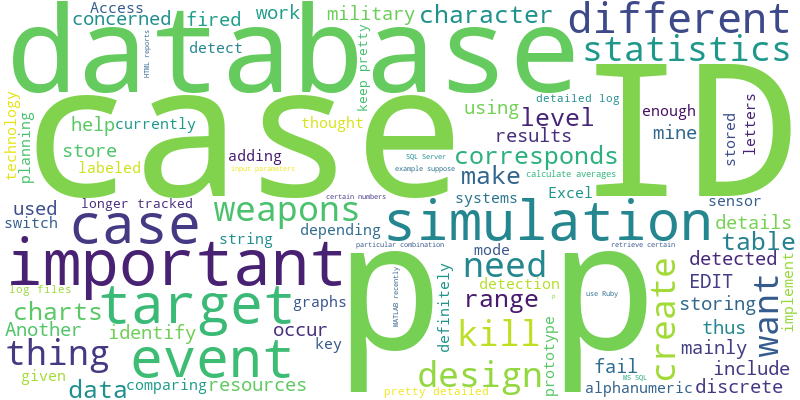 Access
concerned
fired
work
military
character
different
database
detect
HTML reports
keep pretty
statistics
technology
planning
case ID
using
detailed log
level
enough
letters
stored
help
currently
thought
results
mine
store
labeled
adding
input parameters
SQL Server
example suppose
corresponds
calculate averages
make
used
longer tracked
certain numbers
systems
Excel
sensor
switch
case
weapons
depending
simulation
details
string
particular combination
mode
retrieve certain
table
important
p p
need
detected
implement
log files
target
graphs
MATLAB recently
definitely
detection
range
p
use Ruby
create
EDIT
want
storing
charts
Another
identify
occur
kill
prototype
thus
mainly
thing
event
key
design
fail
MS SQL
include
given
data
comparing
resources
pretty detailed
alphanumeric
discrete